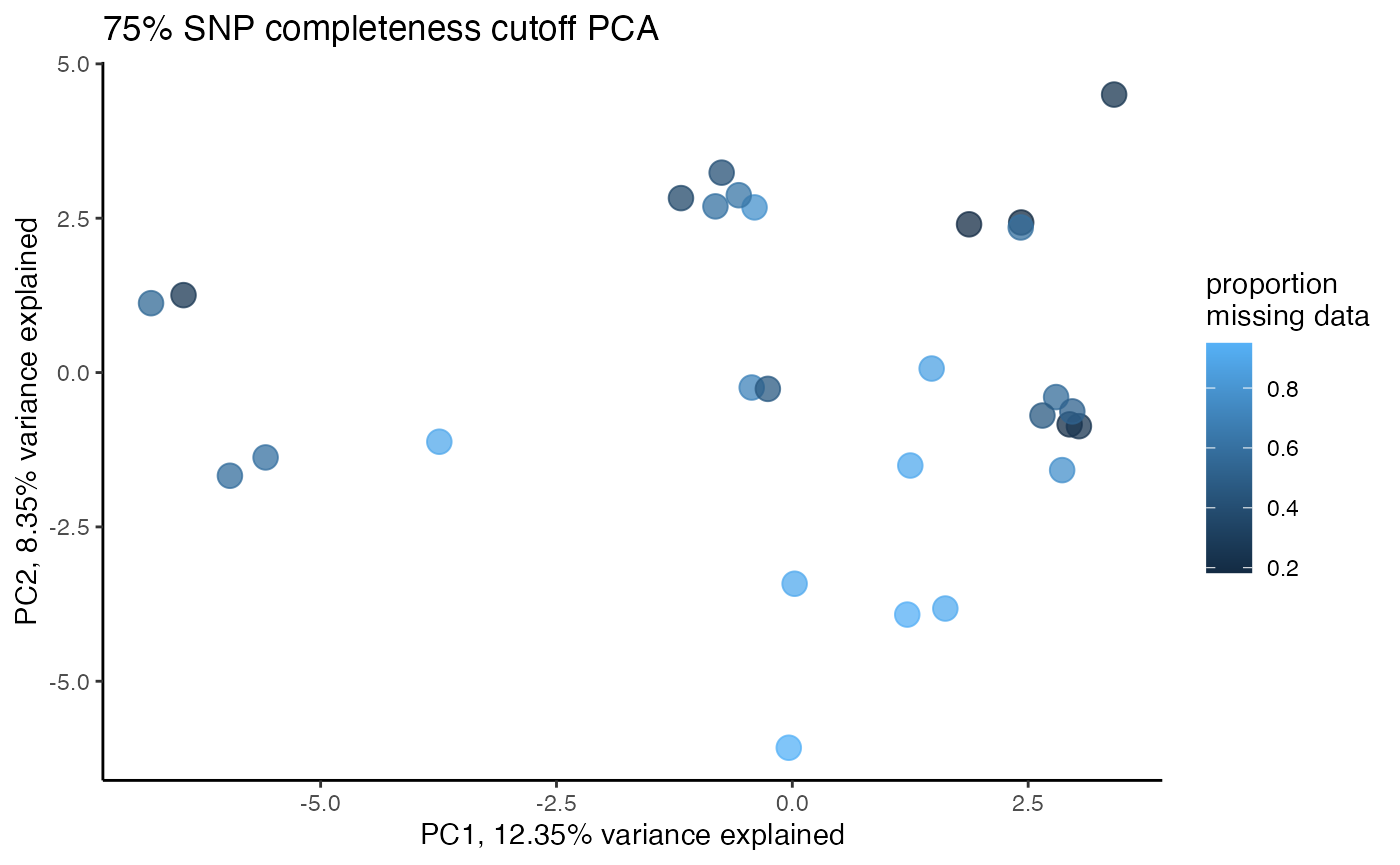 75% SNP completeness cutoff PCA
5.0
2.5
0.0
-2.5
-5.0
PC2, 8.35% variance explained
-5.0
-2.5
0.0
2.5
PC1, 12.35% variance explained
proportion
missing data
0.8
0.6
0.4
0.2